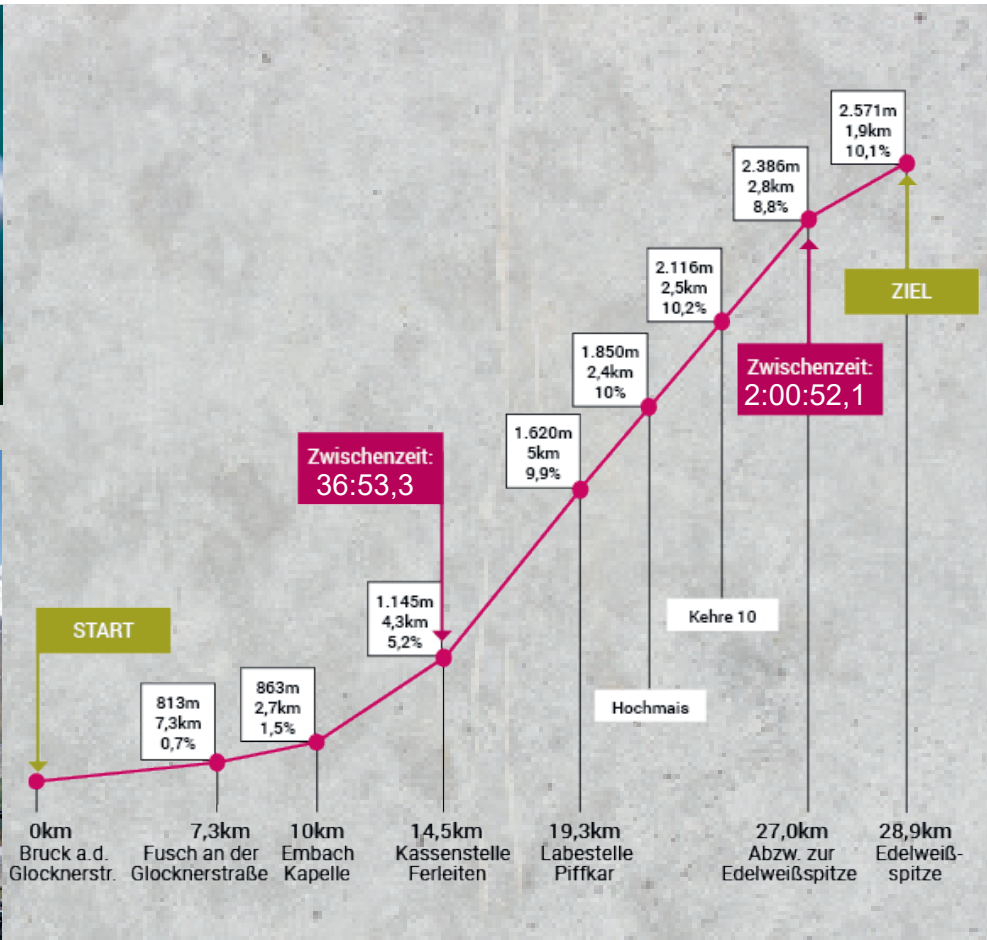 2.571m
1,9km
10,1%
2.386m
2,8km
8,8%
ZIEL
2.116m
2,5km
10,2%
1.850m
2,4km
10%
Zwischenzeit:
2:00:52,1
1.620m
5km
9,9%
Zwischenzeit:
36:53,3
1.145m
4,3km
5,2%
START
Kehre 10
863m
2,7km
1,5%
813m
7,3km
0,7%
Hochmais
0km
Bruck a.d.
Glocknerstr.
7,3km
Fusch an der
Glocknerstraße
10km
Embach
Kapelle
14,5km
Kassenstelle
Ferleiten
19,3km
Labestelle
Piffkar
27,0km
Abzw. zur
Edelweißspitze
28,9km
Edelweiß-
spitze